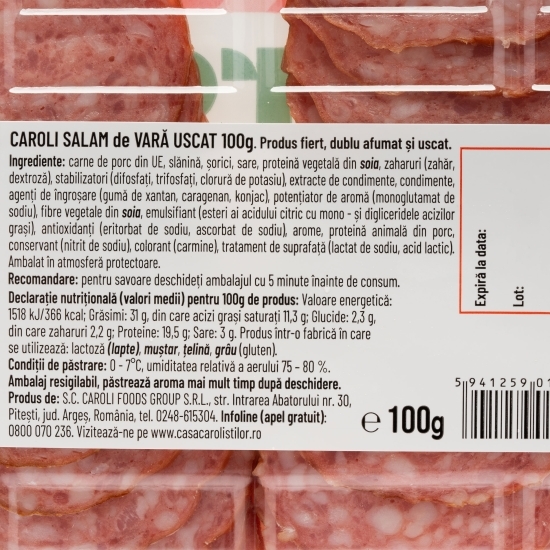 CAROLI SALAM de VARĂ USCAT 100g. Produs fiert, dublu afumat și uscat.
Ingrediente: carne de porc din UE, slănină, șorici, sare, proteină vegetală din soia, zaharuri (zahăr,
dextroză), stabilizatori (difosfați, trifosfați, clorură de potasiu), extracte de condimente, condimente,
agenți de îngroșare (gumă de xantan, caragenan, konjac), potențiator de aromă (monoglutamat de
sodiu), fibre vegetale din soia, emulsifiant (esteri ai acidului citric cu mono - și digliceridele acizilor
grași), antioxidanți (eritorbat de sodiu, ascorbat de sodiu), arome, proteină animală din porc,
conservant (nitrit de sodiu), colorant (carmine), tratament de suprafață (lactat de sodiu, acid lactic).
Ambalat în atmosferă protectoare.
Recomandare: pentru savoare deschideți ambalajul cu 5 minute înainte de consum.
Declarație nutrițională (valori medii) pentru 100g de produs: Valoare energetică:
1518 kJ/366 kcal; Grăsimi: 31 g, din care acizi grași saturați 11,3 g; Glucide: 2,3 g,
din care zaharuri 2,2 g; Proteine: 19,5 g; Sare: 3 g. Produs într-o fabrică în care
se utilizează: lactoză (lapte), muștar, țelină, grâu (gluten).
Condiții de păstrare: 0 - 7°C, umiditatea relativă a aerului 75 – 80 %.
Ambalaj resigilabil, păstrează aroma mai mult timp după deschidere.
Produs de: S.C. CAROLI FOODS GROUP S.R.L., str. Intrarea Abatorului nr. 30,
Pitești, jud. Argeș, România, tel. 0248-615304. Infoline (apel gratuit):
0800 070 236. Vizitează-ne pe www.casacarolistilor.ro
e 100g
Expiră la data:
Lot:
5 941259 01